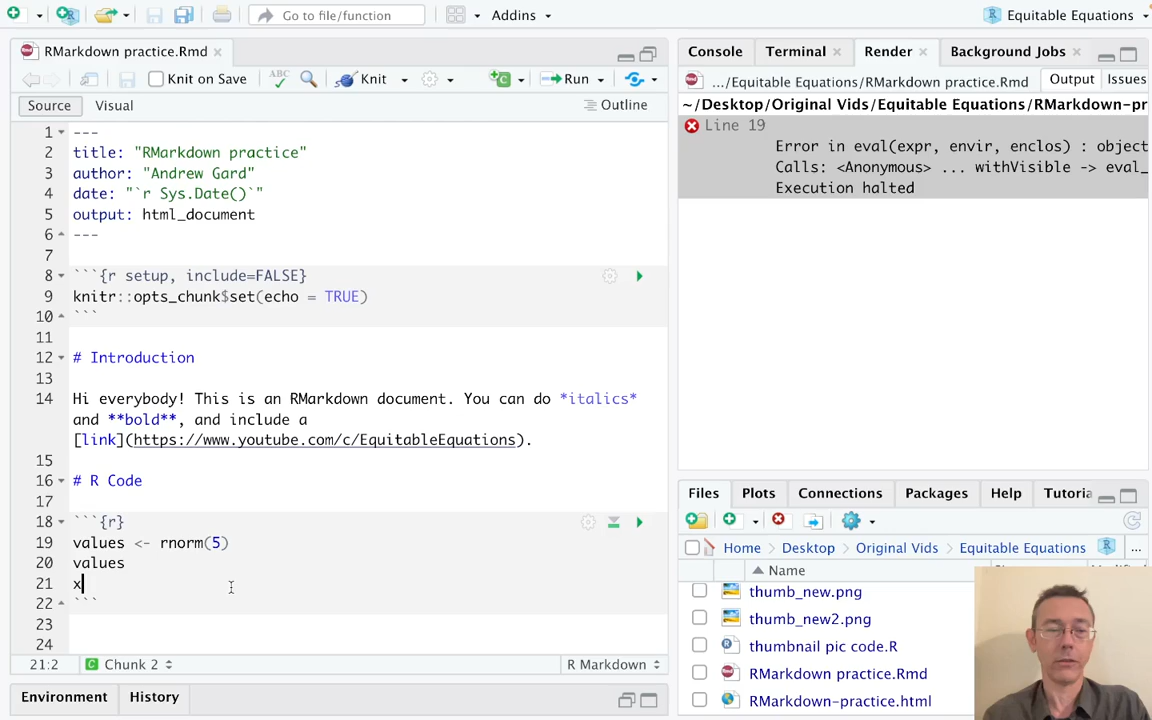 Go to file/function
Addins
Equitable Equations
RMarkdown practice.Rmd
Console
Terminal
Render
Background Jobs
Knit on Save
ABC
Knit
Run
.../Equitable Equations/RMarkdown practice.Rmd
Output
Issues
Source
Visual
Outline
~/Desktop/Original Vids/Equitable Equations/RMarkdown-pr
Line 19
Error in eval(expr, envir, enclos) : object
Calls: <Anonymous> ... withVisible -> eval_
Execution halted
1 ---
2 title: "RMarkdown practice"
3 author: "Andrew Gard"
4 date: "`r Sys.Date()`"
5 output: html_document
6 ---
7
8 ```{r setup, include=FALSE}
9 knitr::opts_chunk$set(echo = TRUE)
10 ```
11
12 # Introduction
13
14 Hi everybody! This is an RMarkdown document. You can do *italics*
and **bold**, and include a
[link](https://www.youtube.com/c/EquitableEquations).
15
16 # R Code
17
18 ```{r}
19 values <- rnorm(5)
20 values
21 x
22 ```
23
24
21:2
Chunk 2
R Markdown
Environment
History
Files
Plots
Connections
Packages
Help
Tutoria
Home
Desktop
Original Vids
Equitable Equations
...
Name
thumb_new.png
thumb_new2.png
thumbnail pic code.R
RMarkdown practice.Rmd
RMarkdown-practice.html